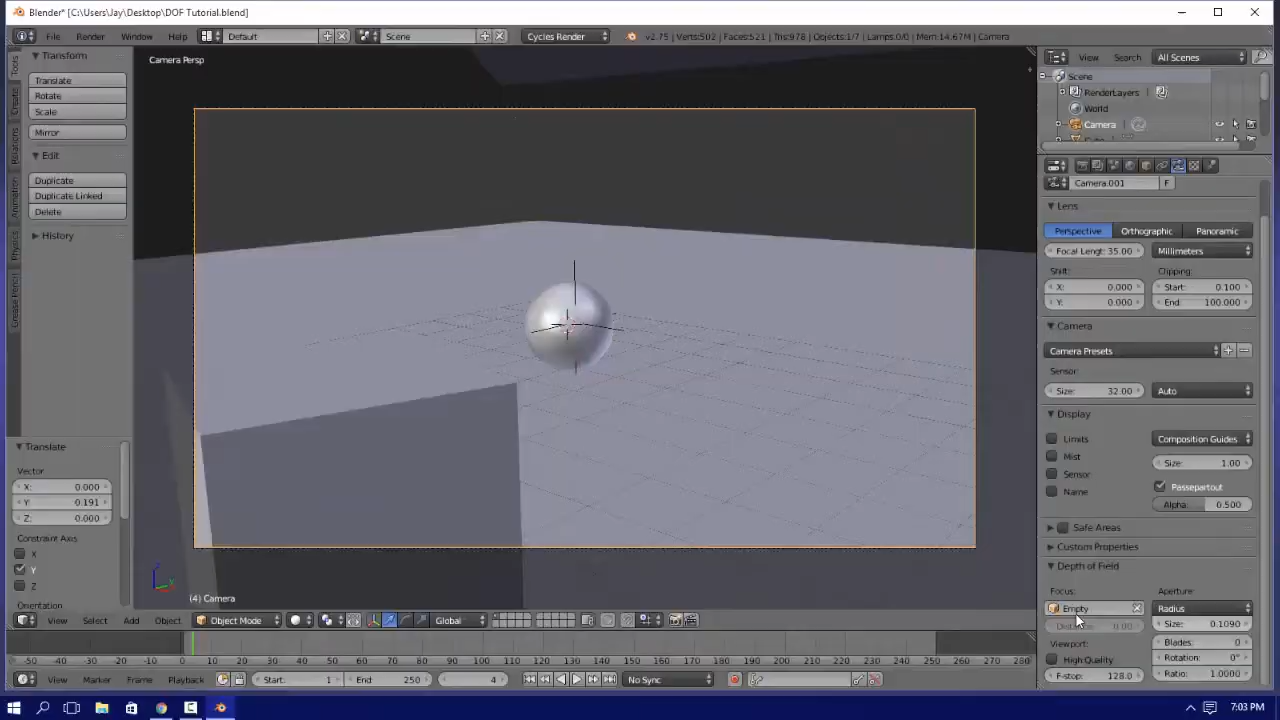 Blender* [C:\Users\Jay\Desktop\DOF Tutorial.blend]
File Render Window Help Default Scene Cycles Render v2.75 | Verts:502 | Faces:521 | Tris:978 | Objects:1/7 | Lamps:0/0 | Mem:14.67M | Camera
Transform
Translate
Rotate
Scale
Mirror
Edit
Duplicate
Duplicate Linked
Delete
History
Tools
Create
Relations
Animation
Physics
Grease Pencil
Translate
Vector
X: 0.000
Y: 0.191
Z: 0.000
Constraint Axis
X
Y
Z
Orientation
Camera Persp
(4) Camera
View Select Add Object Object Mode Global
-50 -40 -30 -20 -10 0 10 20 30 40 50 60 70 80 90 100 110 120 130 140 150 160 170 180 190 200 210 220 230 240 250 260 270 280
View Marker Frame Playback Start: 1 End: 250 4 No Sync
View Search All Scenes
Scene
RenderLayers
World
Camera
Camera.001 F
Lens
Perspective Orthographic Panoramic
Focal Lengt: 35.00 Millimeters
Shift: Clipping:
X: 0.000 Start: 0.100
Y: 0.000 End: 100.000
Camera
Camera Presets
Sensor:
Size: 32.00 Auto
Display
Limits Composition Guides
Mist Size: 1.00
Sensor Passepartout
Name Alpha: 0.500
Safe Areas
Custom Properties
Depth of Field
Focus: Aperture:
Empty Radius
Distance: 0.00 Size: 0.1090
Viewport: Blades: 0
High Quality Rotation: 0°
F-stop: 128.0 Ratio: 1.0000
7:03 PM